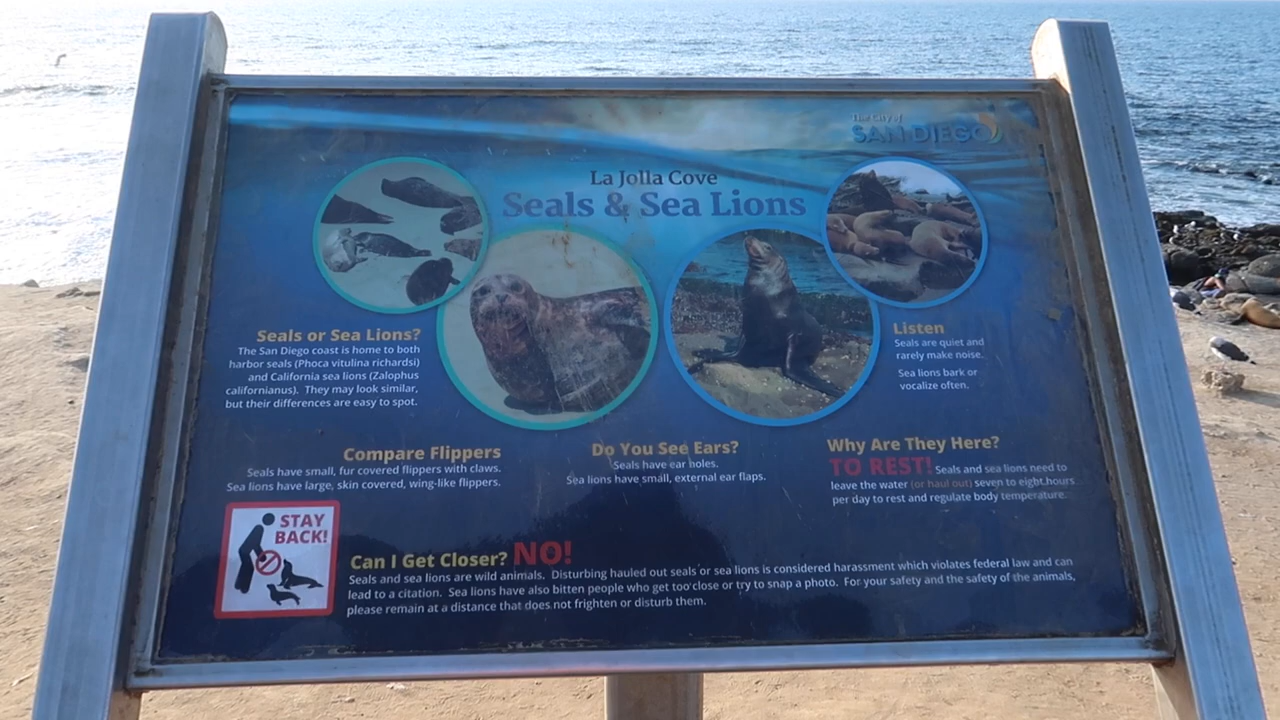 The City of
SAN DIEGO
La Jolla Cove
Seals & Sea Lions
Seals or Sea Lions?
The San Diego coast is home to both
harbor seals (Phoca vitulina richardsi)
and California sea lions (Zalophus
californianus). They may look similar,
but their differences are easy to spot.
Listen
Seals are quiet and
rarely make noise.
Sea lions bark or
vocalize often.
Compare Flippers
Seals have small, fur covered flippers with claws.
Sea lions have large, skin covered, wing-like flippers.
Do You See Ears?
Seals have ear holes.
Sea lions have small, external ear flaps.
Why Are They Here?
TO REST! Seals and sea lions need to
leave the water (or haul out) seven to eight hours
per day to rest and regulate body temperature.
STAY
BACK!
Can I Get Closer? NO!
Seals and sea lions are wild animals. Disturbing hauled out seals or sea lions is considered harassment which violates federal law and can
lead to a citation. Sea lions have also bitten people who get too close or try to snap a photo. For your safety and the safety of the animals,
please remain at a distance that does not frighten or disturb them.